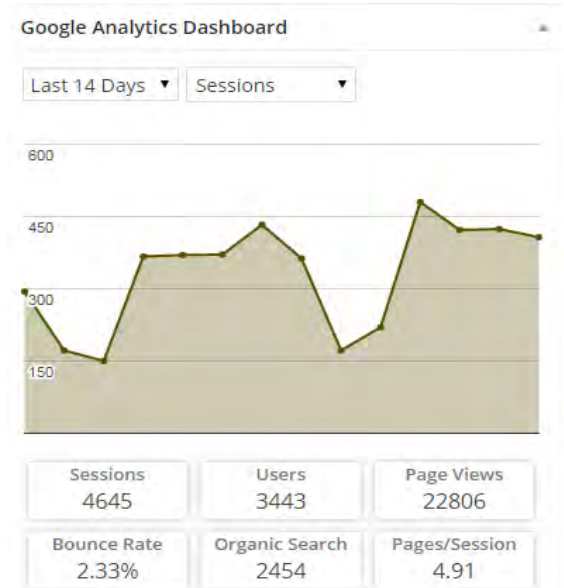 Google Analytics Dashboard
Last 14 Days Sessions
600
450
300
150
Sessions Users Page Views
4645 3443 22806
Bounce Rate Organic Search Pages/Session
2.33% 2454 4.91